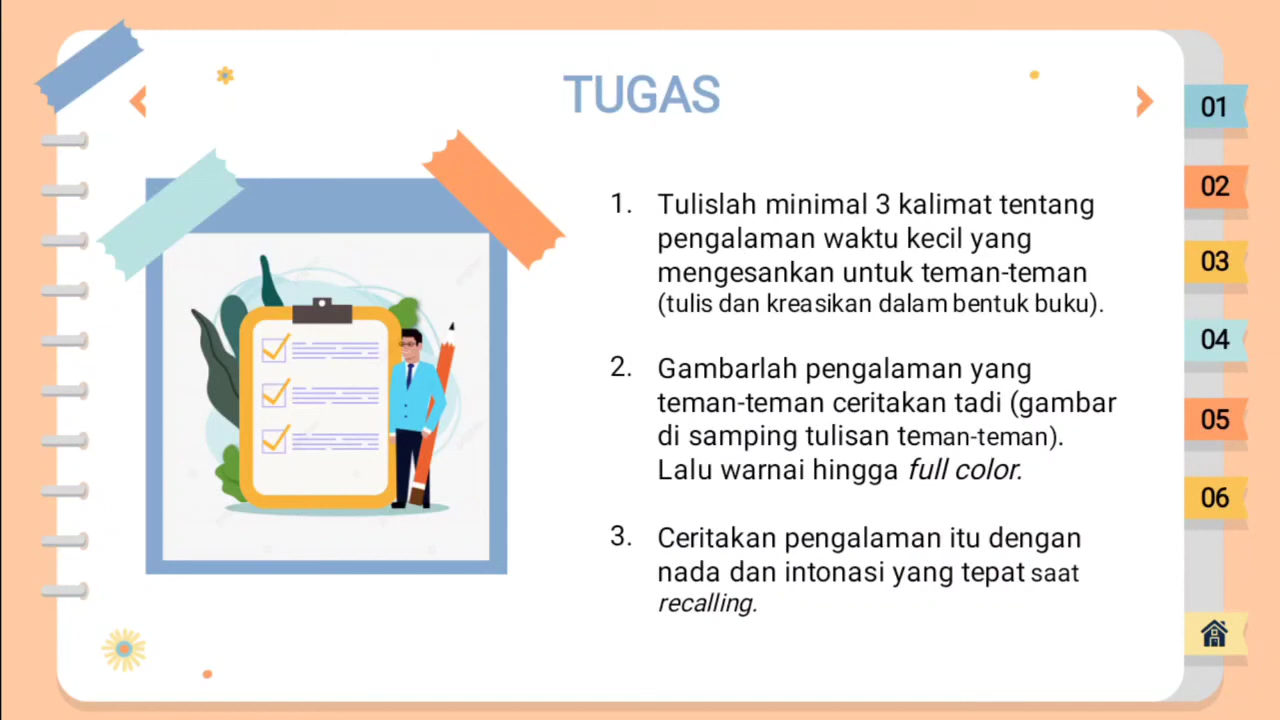 TUGAS
1. Tulislah minimal 3 kalimat tentang
pengalaman waktu kecil yang
mengesankan untuk teman-teman
(tulis dan kreasikan dalam bentuk buku).
2. Gambarlah pengalaman yang
teman-teman ceritakan tadi (gambar
di samping tulisan teman-teman).
Lalu warnai hingga full color.
3. Ceritakan pengalaman itu dengan
nada dan intonasi yang tepat saat
recalling.
01
02
03
04
05
06